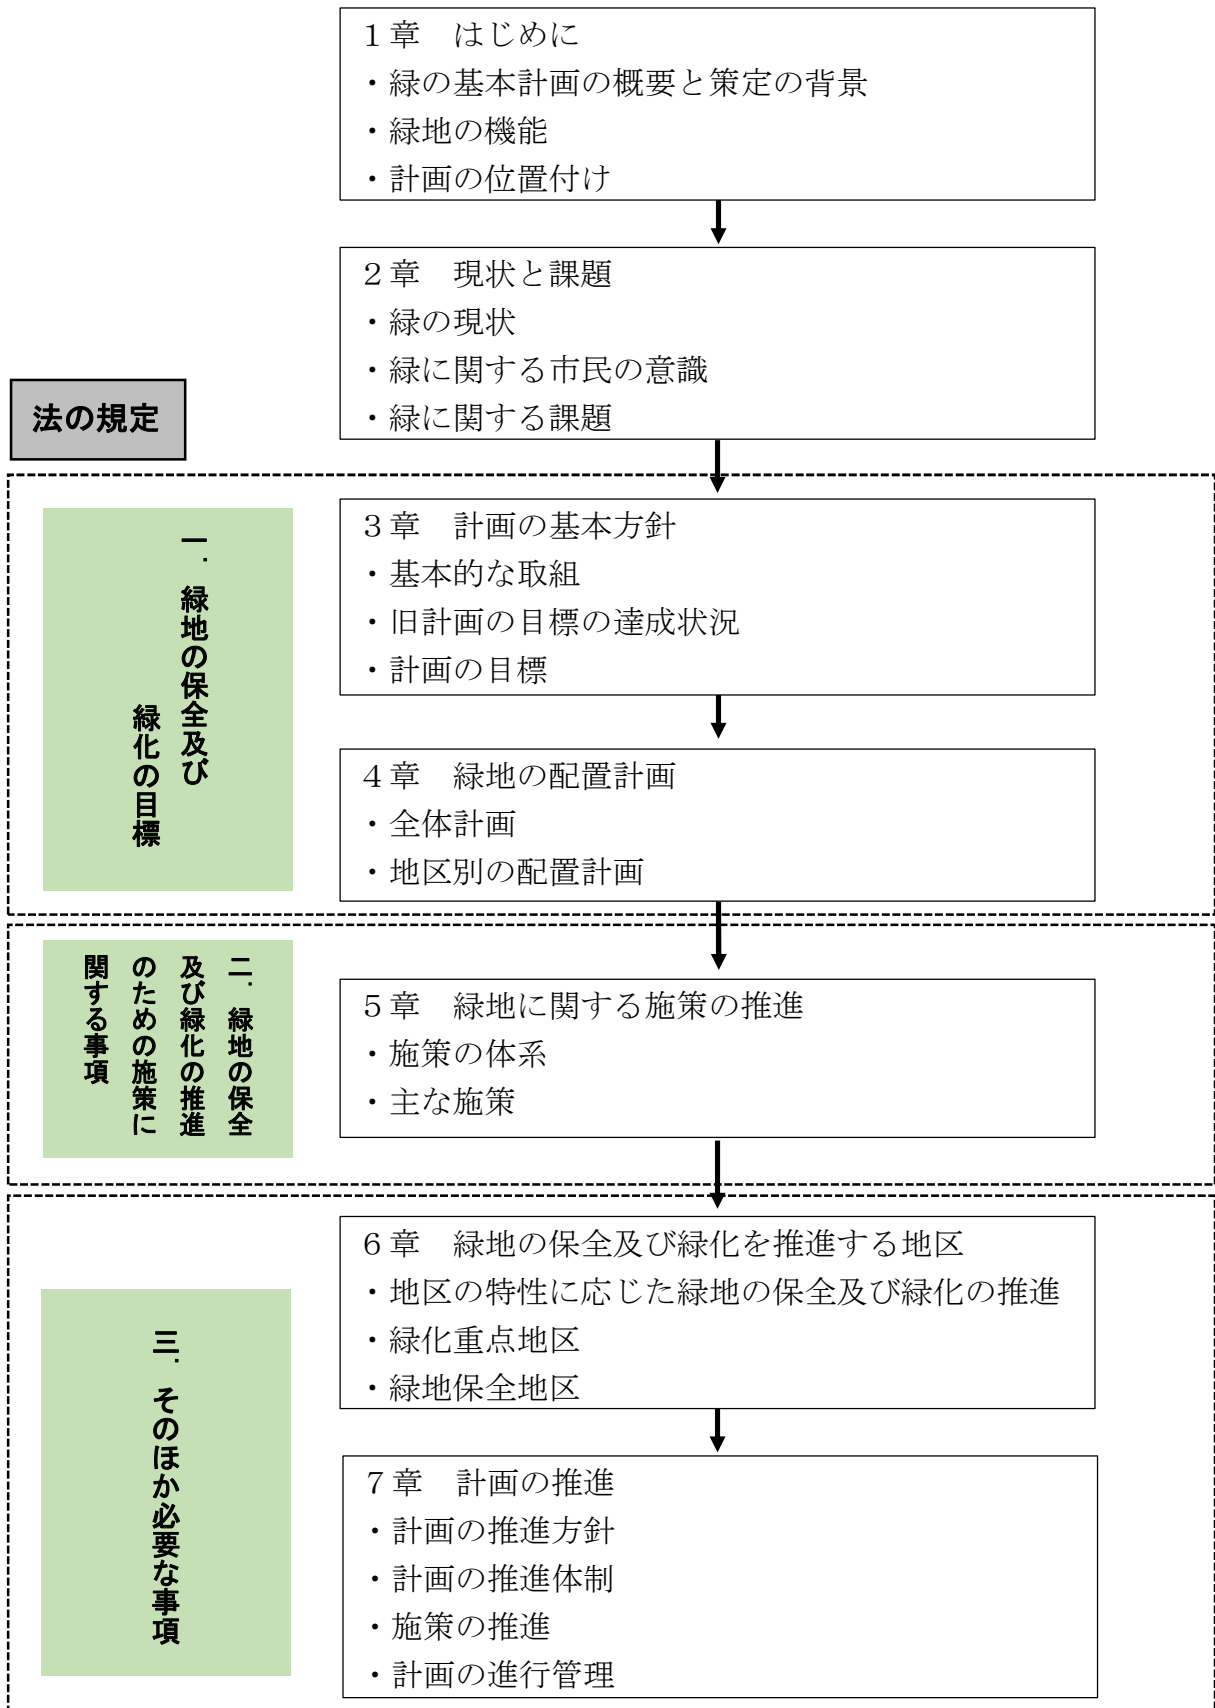 １章　はじめに
・緑の基本計画の概要と策定の背景
・緑地の機能
・計画の位置付け
２章　現状と課題
・緑の現状
・緑に関する市民の意識
・緑に関する課題
法の規定
一．緑地の保全及び
緑化の目標
３章　計画の基本方針
・基本的な取組
・旧計画の目標の達成状況
・計画の目標
４章　緑地の配置計画
・全体計画
・地区別の配置計画
二．緑地の保全
及び緑化の推進
のための施策に
関する事項
５章　緑地に関する施策の推進
・施策の体系
・主な施策
三．そのほか必要な事項
６章　緑地の保全及び緑化を推進する地区
・地区の特性に応じた緑地の保全及び緑化の推進
・緑化重点地区
・緑地保全地区
７章　計画の推進
・計画の推進方針
・計画の推進体制
・施策の推進
・計画の進行管理